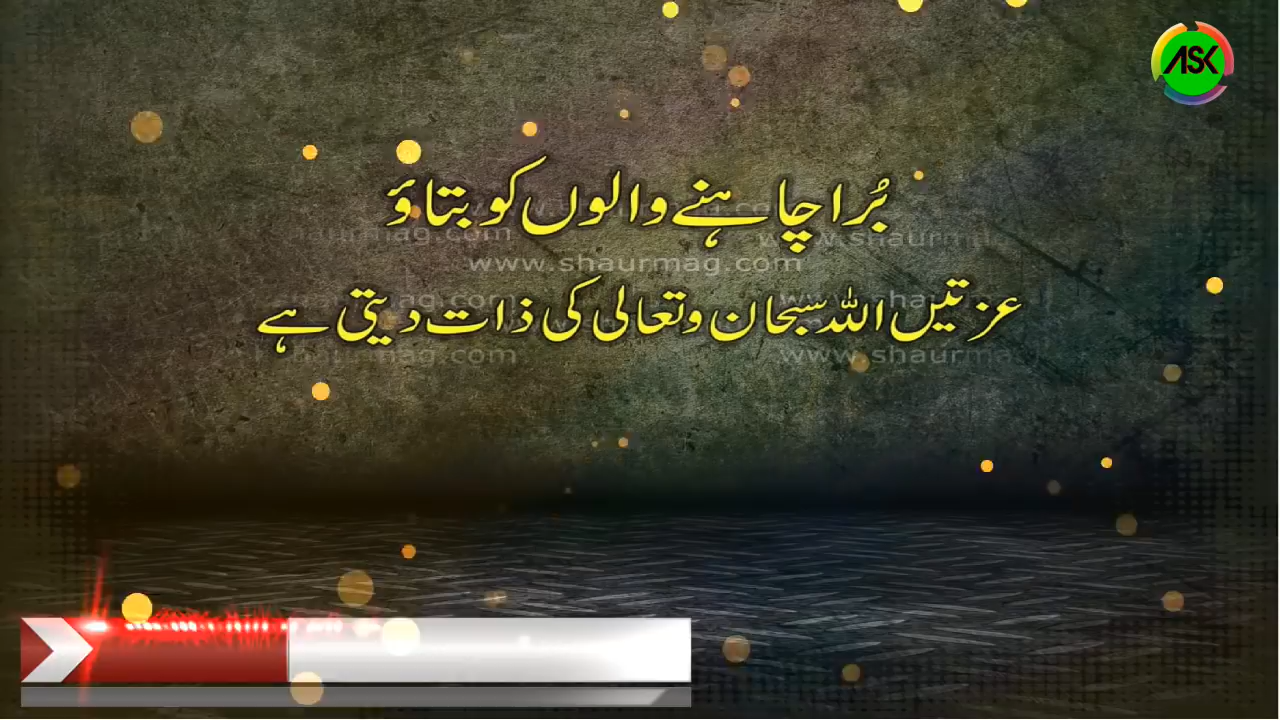 ASK
بُرا چاہنے والوں کو بتاؤ
www.shaurmag.com
عزتیں اللہ سبحان وتعالی کی ذات دیتی ہے